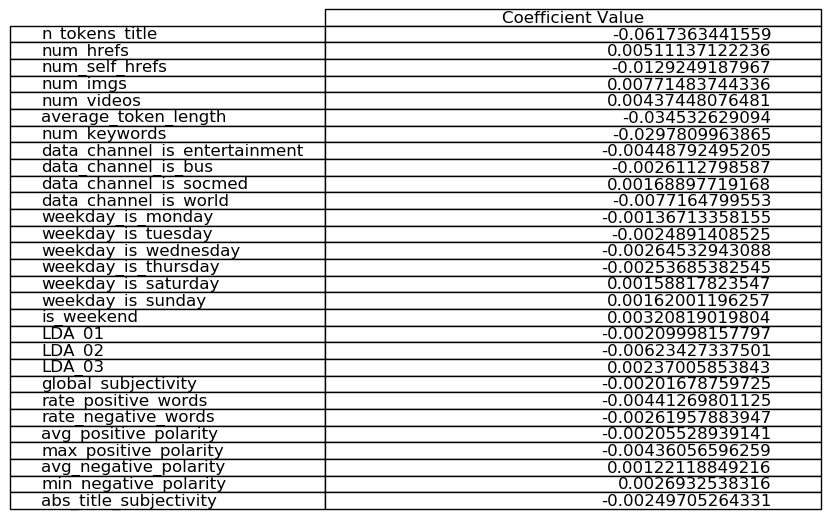 Coefficient Value
n_tokens_title -0.0617363441559
num_hrefs 0.00511137122236
num_self_hrefs -0.0129249187967
num_imgs 0.00771483744336
num_videos 0.00437448076481
average_token_length -0.034532629094
num_keywords -0.0297809963865
data_channel_is_entertainment -0.00448792495205
data_channel_is_bus -0.0026112798587
data_channel_is_socmed 0.00168897719168
data_channel_is_world -0.0077164799553
weekday_is_monday -0.00136713358155
weekday_is_tuesday -0.0024891408525
weekday_is_wednesday -0.00264532943088
weekday_is_thursday -0.00253685382545
weekday_is_saturday 0.00158817823547
weekday_is_sunday 0.00162001196257
is_weekend 0.00320819019804
LDA_01 -0.00209998157797
LDA_02 -0.00623427337501
LDA_03 0.00237005853843
global_subjectivity -0.00201678759725
rate_positive_words -0.00441269801125
rate_negative_words -0.00261957883947
avg_positive_polarity -0.00205528939141
max_positive_polarity -0.00436056596259
avg_negative_polarity 0.00122118849216
min_negative_polarity 0.0026932538316
abs_title_subjectivity -0.00249705264331